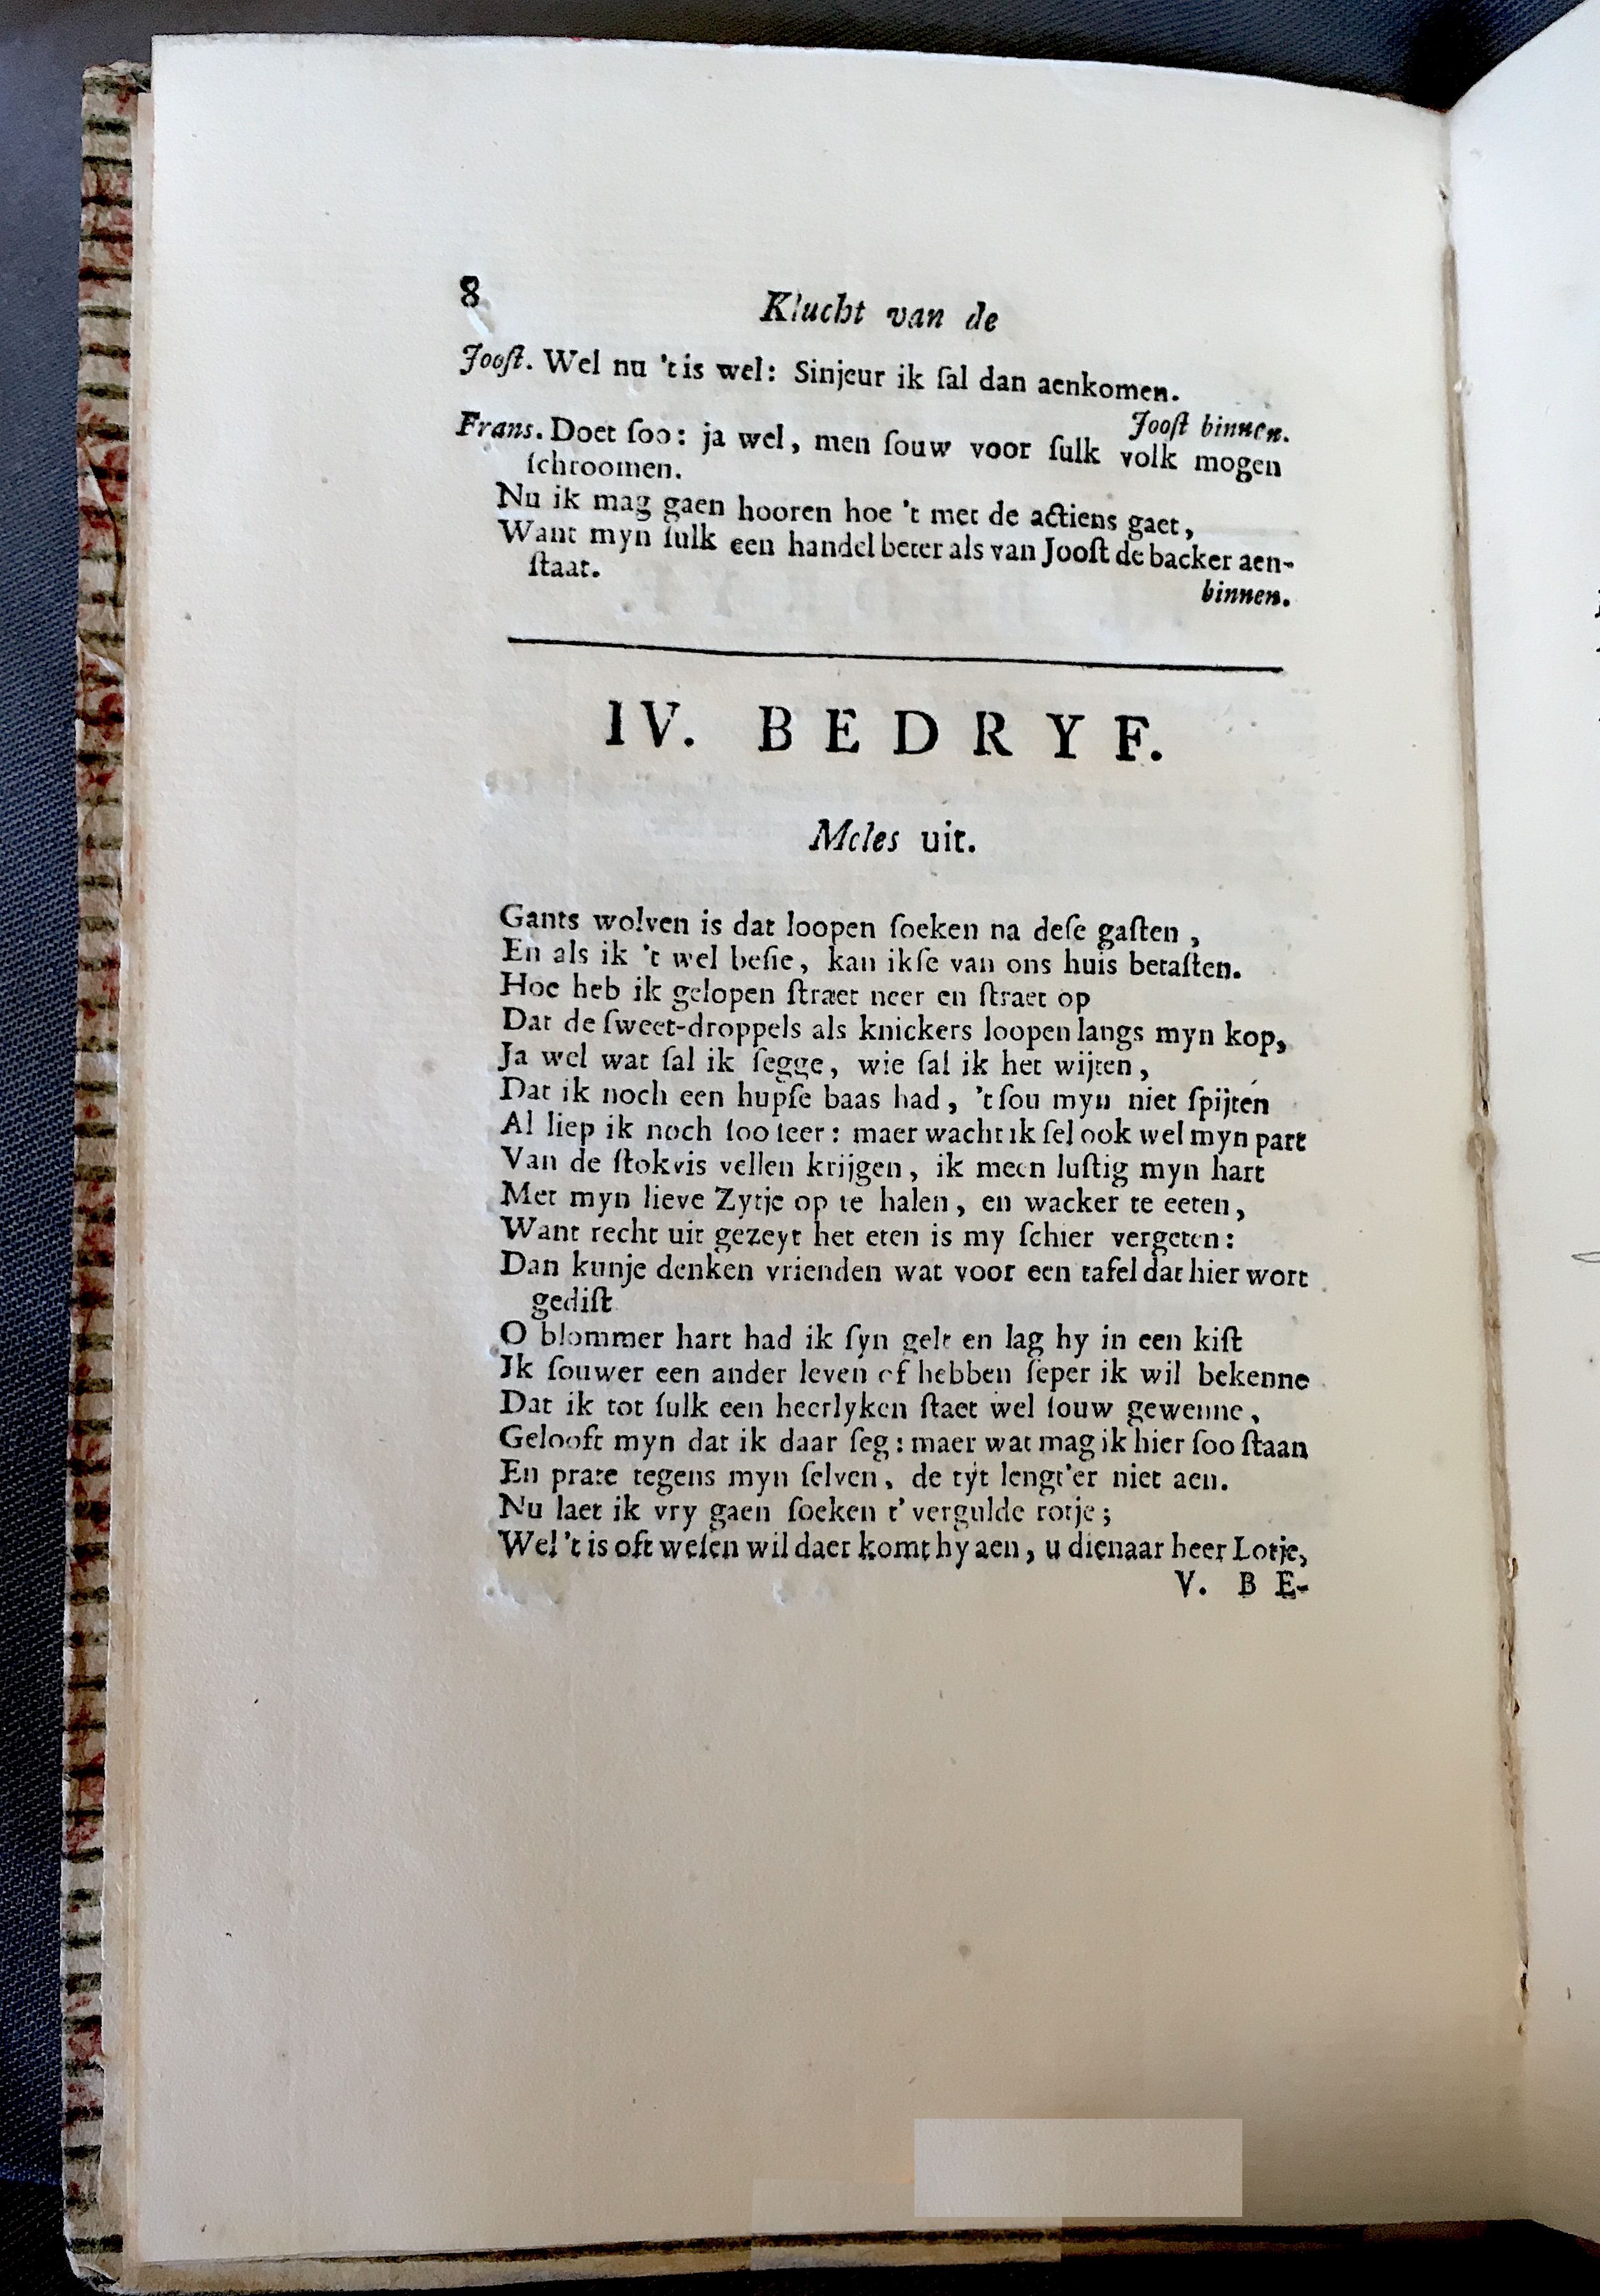 8 Klucht van de
Jooſt. Wel nu 't is wel: Sinjeur ik ſal dan aenkomen.
Jooſt binnen.
Frans. Doet ſoo: ja wel, men ſouw voor ſulk volk mogen
ſchroomen.
Nu ik mag gaen hooren hoe 't met de actiens gaet,
Want myn ſulk een handel beter als van Jooſt de backer aen-
ſtaat.
binnen.
IV. BEDRYF.
Meles uit.
Gants wolven is dat loopen ſoeken na deſe gaſten,
En als ik 't wel beſie, kan ikſe van ons huis betaſten.
Hoe heb ik gelopen ſtraet neer en ſtraet op
Dat de ſweet-droppels als knickers loopen langs myn kop,
Ja wel wat ſal ik ſegge, wie ſal ik het wijten,
Dat ik noch een hupſe baas had, 't ſou myn niet ſpijten
Al liep ik noch ſoo ſeer: maer wacht ik ſel ook wel myn part
Van de ſtokvis vellen krijgen, ik meen luſtig myn hart
Met myn lieve Zytje op te halen, en wacker te eeten,
Want recht uit gezeyt het eten is my ſchier vergeten:
Dan kunje denken vrienden wat voor een tafel dat hier wort
gediſt
O blommer hart had ik ſyn gelt en lag hy in een kiſt
Ik ſouwer een ander leven of hebben ſeper ik wil bekenne
Dat ik tot ſulk een heerlyken ſtaet wel ſouw gewenne,
Gelooft myn dat ik daar ſeg: maer wat mag ik hier ſoo ſtaan
En prate tegens myn ſelven, de tyt lengt'er niet aen.
Nu laet ik vry gaen ſoeken t' vergulde rotje;
Wel 't is oft weſen wil daer komt hy aen, u dienaar heer Lotje,
V. BE-